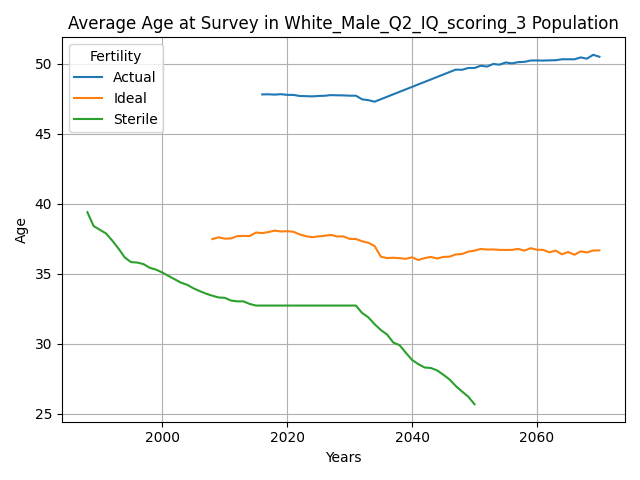 Average Age at Survey in White_Male_Q2_IQ_scoring_3 Population
Fertility
Actual
Ideal
Sterile
50
45
40
35
30
25
Age
2000
2020
2040
2060
Years